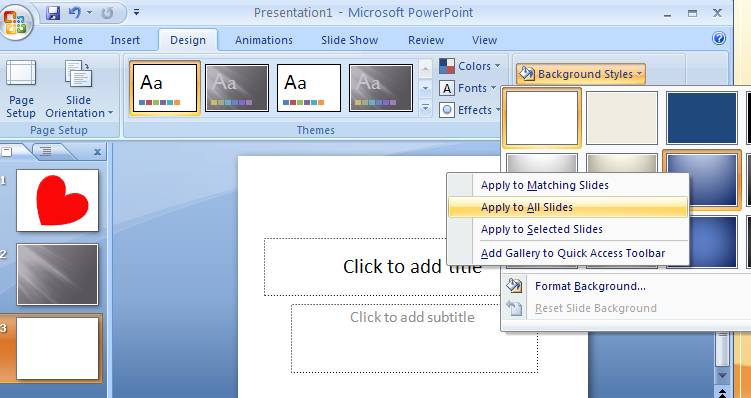 Presentation1 - Microsoft PowerPoint
Home Insert Design Animations Slide Show Review View
Aa Aa Aa Aa
Colors
Fonts
Effects
Background Styles
Page Setup
Slide Orientation
Page Setup
Themes
1
2
3
Apply to Matching Slides
Apply to All Slides
Apply to Selected Slides
Add Gallery to Quick Access Toolbar
Format Background...
Reset Slide Background
Click to add title
Click to add subtitle